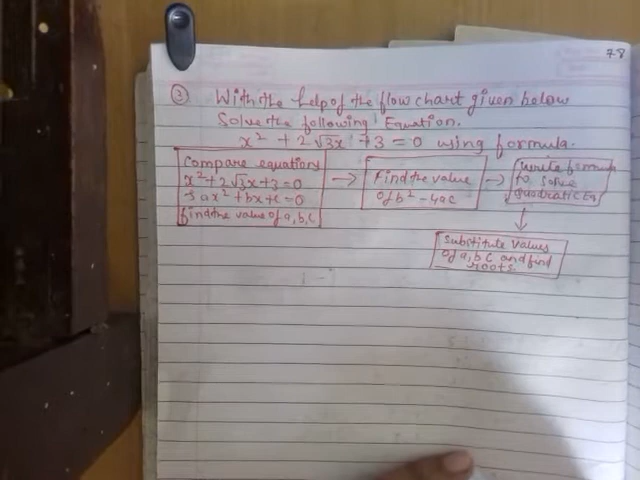 78
③ With the help of the flow chart given below
Solve the following Equation.
x² + 2√3x + 3 = 0 using formula.
Compare equations
x² + 2√3x + 3 = 0
& ax² + bx + c = 0
find the value of a, b, c
→
Find the value
of b² - 4ac
→
Write formula
to solve
quadratic Eq
↓
Substitute Values
of a, b, c and find
roots.